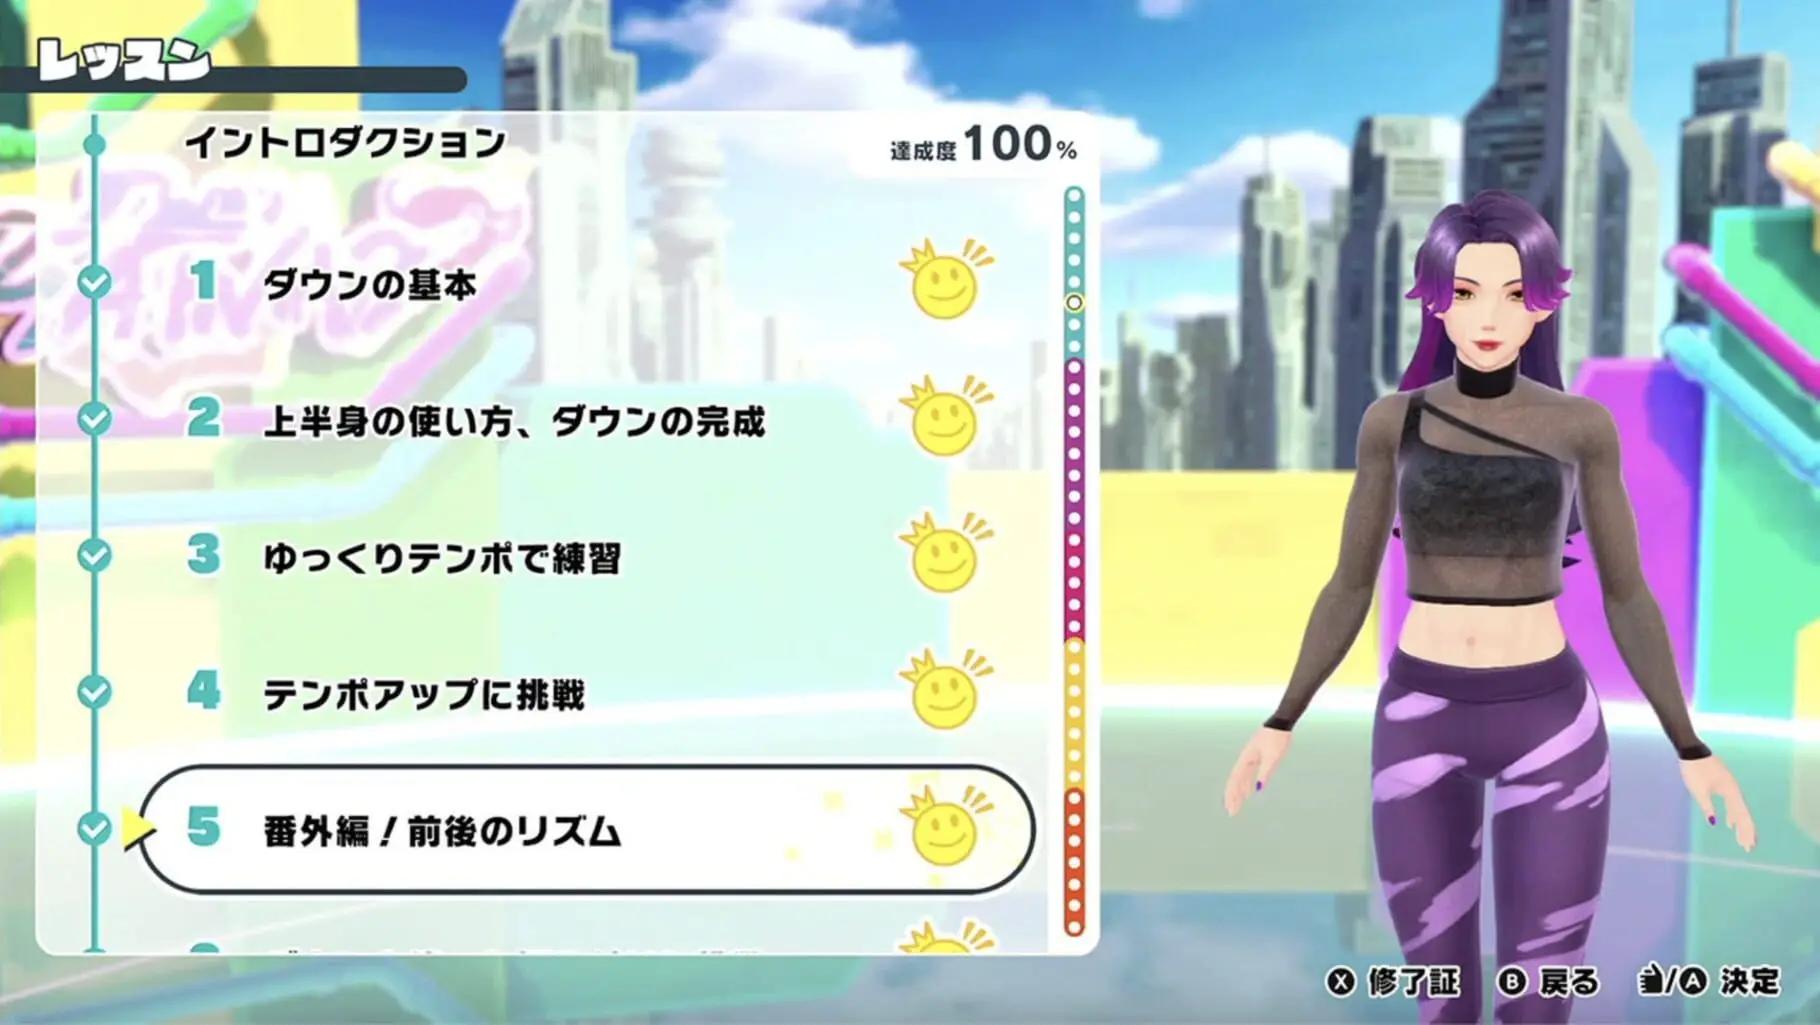 レッスン
イントロダクション
達成度 100%
1 ダウンの基本
2 上半身の使い方、ダウンの完成
3 ゆっくりテンポで練習
4 テンポアップに挑戦
5 番外編！前後のリズム
X 修了証 B 戻る /A 決定